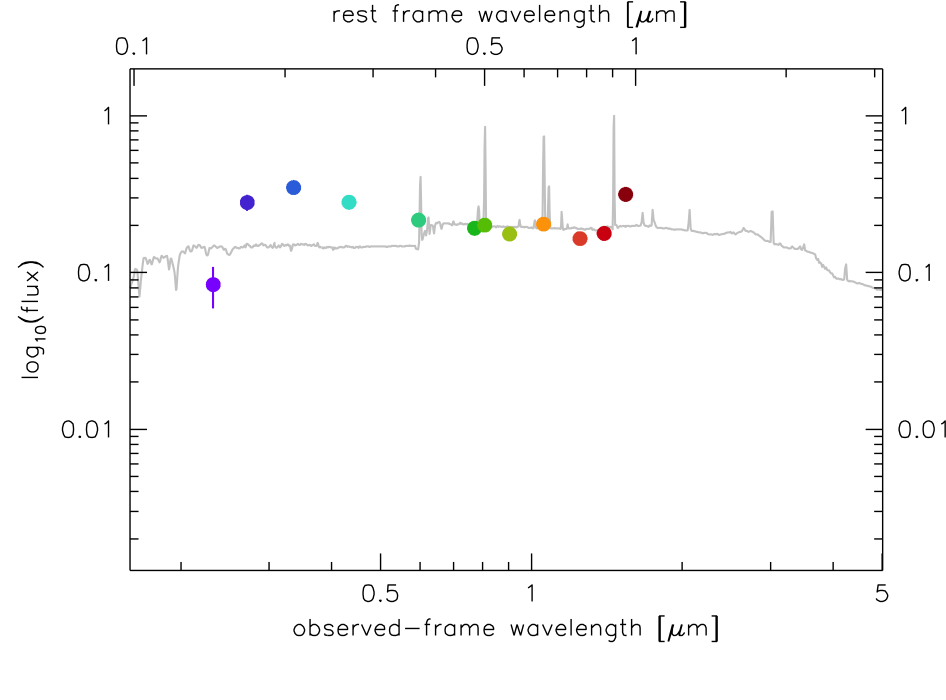 rest frame wavelength [μm]
0.1 0.5 1
1 1
log10(flux)
0.1 0.1
0.01 0.01
0.5 1 5
observed-frame wavelength [μm]